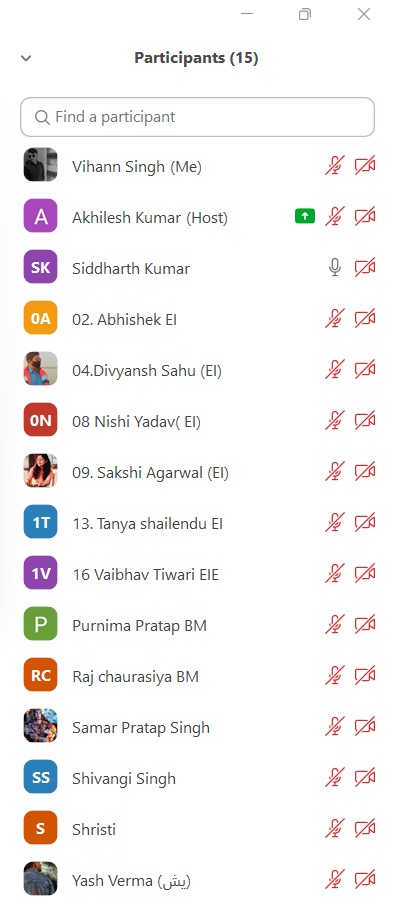 Participants (15)
Find a participant
Vihann Singh (Me)
A Akhilesh Kumar (Host)
SK Siddharth Kumar
0A 02. Abhishek EI
04.Divyansh Sahu (EI)
0N 08 Nishi Yadav( EI)
09. Sakshi Agarwal (EI)
1T 13. Tanya shailendu EI
1V 16 Vaibhav Tiwari EIE
P Purnima Pratap BM
RC Raj chaurasiya BM
Samar Pratap Singh
SS Shivangi Singh
S Shristi
Yash Verma (يش)